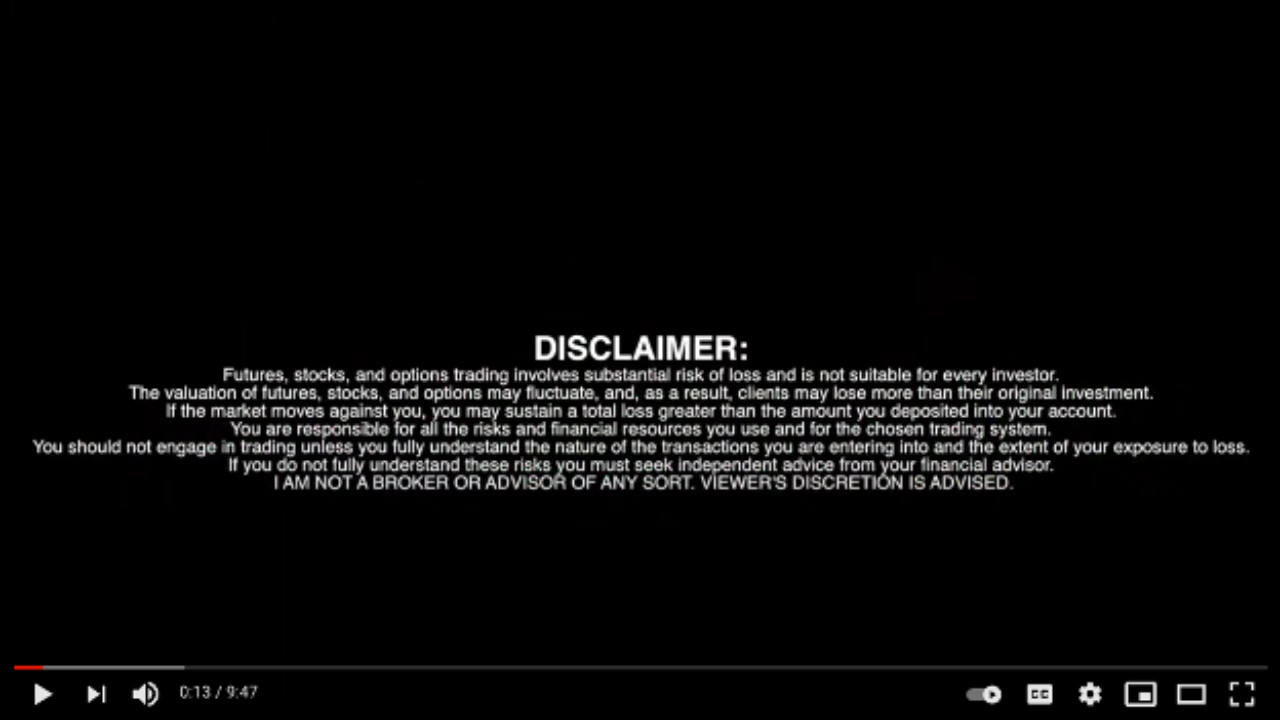 DISCLAIMER:
Futures, stocks, and options trading involves substantial risk of loss and is not suitable for every investor.
The valuation of futures, stocks, and options may fluctuate, and, as a result, clients may lose more than their original investment.
If the market moves against you, you may sustain a total loss greater than the amount you deposited into your account.
You are responsible for all the risks and financial resources you use and for the chosen trading system.
You should not engage in trading unless you fully understand the nature of the transactions you are entering into and the extent of your exposure to loss.
If you do not fully understand these risks you must seek independent advice from your financial advisor.
I AM NOT A BROKER OR ADVISOR OF ANY SORT. VIEWER'S DISCRETION IS ADVISED.
0:13 / 9:47
CC